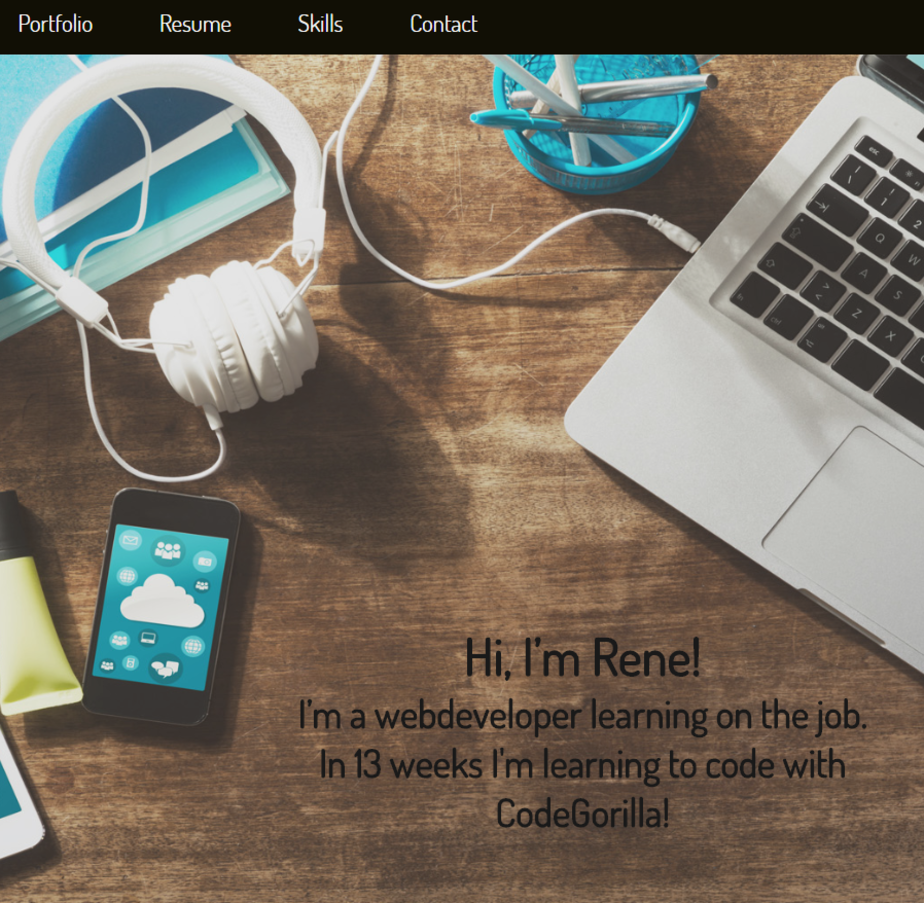 Portfolio Resume Skills Contact
esc
Q W
A S
Z X
Hi, I'm Rene!
I'm a webdeveloper learning on the job.
In 13 weeks I'm learning to code with
CodeGorilla!